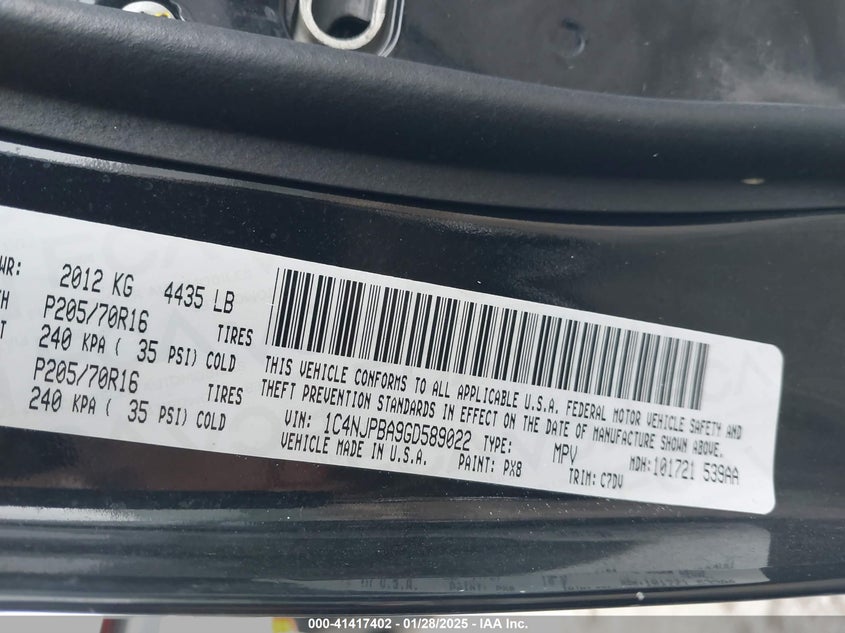 WR: 2012 KG 4435 LB
TH P205/70R16 TIRES
T 240 KPA ( 35 PSI) COLD
P205/70R16 TIRES
240 KPA ( 35 PSI) COLD
THIS VEHICLE CONFORMS TO ALL APPLICABLE U.S.A. FEDERAL MOTOR VEHICLE SAFETY AND
THEFT PREVENTION STANDARDS IN EFFECT ON THE DATE OF MANUFACTURE SHOWN ABOVE.
VIN: 1C4NJPBA9GD589022 TYPE: MPV MDH:101721 539AA
VEHICLE MADE IN U.S.A. PAINT: PX8 TRIM: C7DV
000-41417402 - 01/28/2025 - IAA Inc.